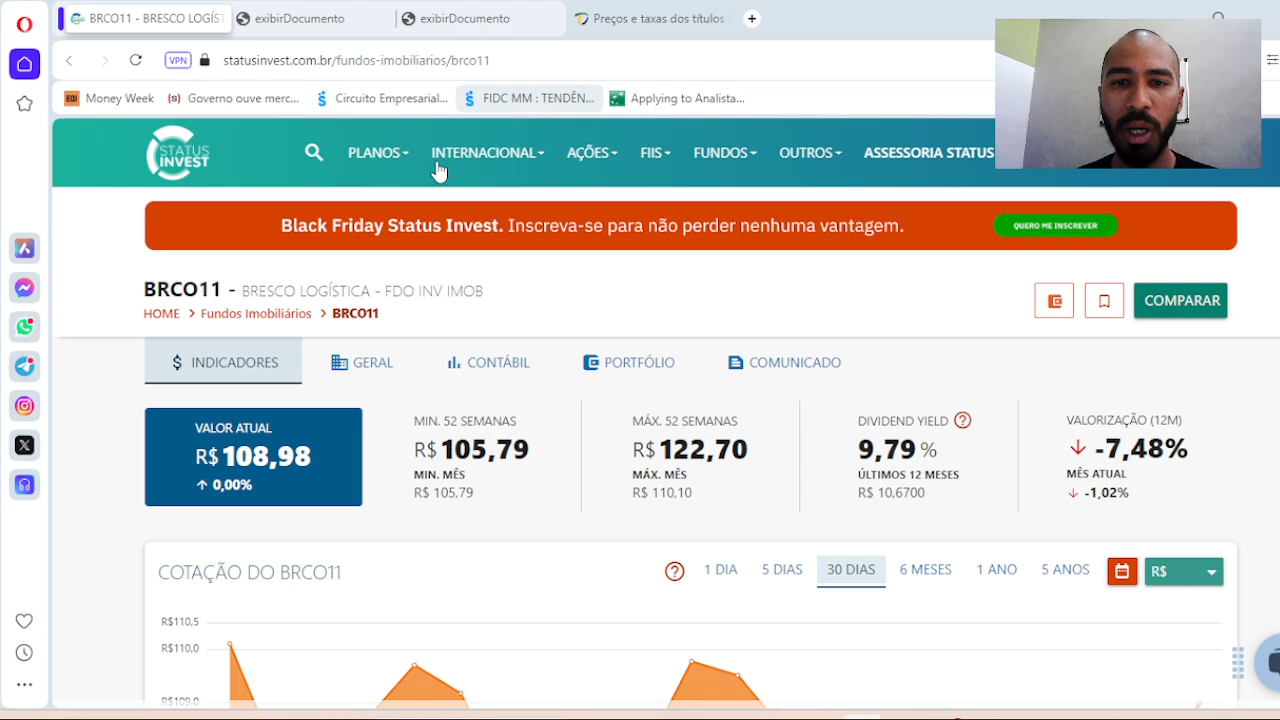 BRCO11 - BRESCO LOGÍST
exibirDocumento
exibirDocumento
Preços e taxas dos títulos
VPN
statusinvest.com.br/fundos-imobiliarios/brco11
EQI Money Week
(s) Governo ouve merc...
Circuito Empresarial...
FIDC MM : TENDÊN...
Applying to Analista...
STATUS
INVEST
PLANOS
INTERNACIONAL
AÇÕES
FIIS
FUNDOS
OUTROS
ASSESSORIA STATUS
Black Friday Status Invest. Inscreva-se para não perder nenhuma vantagem.
QUERO ME INSCREVER
BRCO11 - BRESCO LOGÍSTICA - FDO INV IMOB
HOME > Fundos Imobiliários > BRCO11
COMPARAR
$ INDICADORES
GERAL
CONTÁBIL
PORTFÓLIO
COMUNICADO
VALOR ATUAL
R$ 108,98
↑ 0,00%
MIN. 52 SEMANAS
R$ 105,79
MIN. MÊS
R$ 105,79
MÁX. 52 SEMANAS
R$ 122,70
MÁX. MÊS
R$ 110,10
DIVIDEND YIELD ?
9,79 %
ÚLTIMOS 12 MESES
R$ 10,6700
VALORIZAÇÃO (12M)
↓ -7,48%
MÊS ATUAL
↓ -1,02%
COTAÇÃO DO BRCO11
?
1 DIA
5 DIAS
30 DIAS
6 MESES
1 ANO
5 ANOS
R$
R$110,5
R$110,0
R$109,0